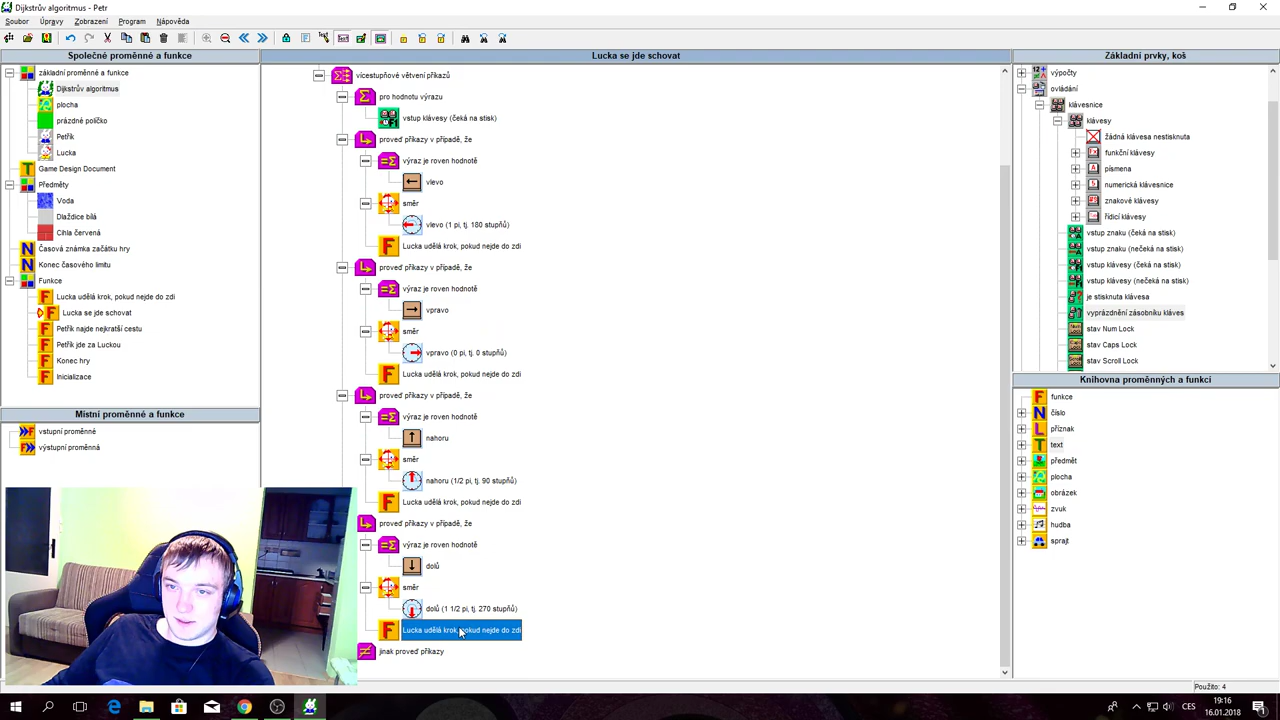 Dijkstrův algoritmus - Petr
Soubor Úpravy Zobrazení Program Nápověda
Společné proměnné a funkce
základní proměnné a funkce
Dijkstrův algoritmus
plocha
prázdné políčko
Petřík
Lucka
Game Design Document
Předměty
Voda
Dlaždice bílá
Cihla červená
Časová známka začátku hry
Konec časového limitu
Funkce
Lucka udělá krok, pokud nejde do zdi
Lucka se jde schovat
Petřík najde nejkratší cestu
Petřík jde za Luckou
Konec hry
Inicializace
Místní proměnné a funkce
vstupní proměnné
výstupní proměnná
Lucka se jde schovat
vícestupňové větvení příkazů
pro hodnotu výrazu
vstup klávesy (čeká na stisk)
proveď příkazy v případě, že
výraz je roven hodnotě
vlevo
směr
vlevo (1 pi, tj. 180 stupňů)
Lucka udělá krok, pokud nejde do zdi
proveď příkazy v případě, že
výraz je roven hodnotě
vpravo
směr
vpravo (0 pi, tj. 0 stupňů)
Lucka udělá krok, pokud nejde do zdi
proveď příkazy v případě, že
výraz je roven hodnotě
nahoru
směr
nahoru (1/2 pi, tj. 90 stupňů)
Lucka udělá krok, pokud nejde do zdi
proveď příkazy v případě, že
výraz je roven hodnotě
dolů
směr
dolů (1 1/2 pi, tj. 270 stupňů)
Lucka udělá krok, pokud nejde do zdi
jinak proveď příkazy
Základní prvky, koš
výpočty
ovládání
klávesnice
klávesy
žádná klávesa nestisknuta
funkční klávesy
písmena
numerická klávesnice
znakové klávesy
řídicí klávesy
vstup znaku (čeká na stisk)
vstup znaku (nečeká na stisk)
vstup klávesy (čeká na stisk)
vstup klávesy (nečeká na stisk)
je stisknuta klávesa
vyprázdnění zásobníku kláves
stav Num Lock
stav Caps Lock
stav Scroll Lock
Knihovna proměnných a funkcí
funkce
číslo
příznak
text
předmět
plocha
obrázek
zvuk
hudba
sprajt
Použito: 4
CES
19:16
16.01.2018